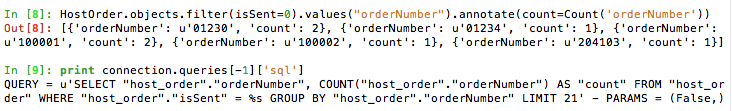 In [8]: HostOrder.objects.filter(isSent=0).values("orderNumber").annotate(count=Count('orderNumber'))
Out[8]: [{'orderNumber': u'01230', 'count': 2}, {'orderNumber': u'01234', 'count': 1}, {'orderNumber':
u'100001', 'count': 2}, {'orderNumber': u'100002', 'count': 1}, {'orderNumber': u'204103', 'count': 1}]
In [9]: print connection.queries[-1]['sql']
QUERY = u'SELECT "host_order"."orderNumber", COUNT("host_order"."orderNumber") AS "count" FROM "host_or
der" WHERE "host_order"."isSent" = %s GROUP BY "host_order"."orderNumber" LIMIT 21' - PARAMS = (False,)